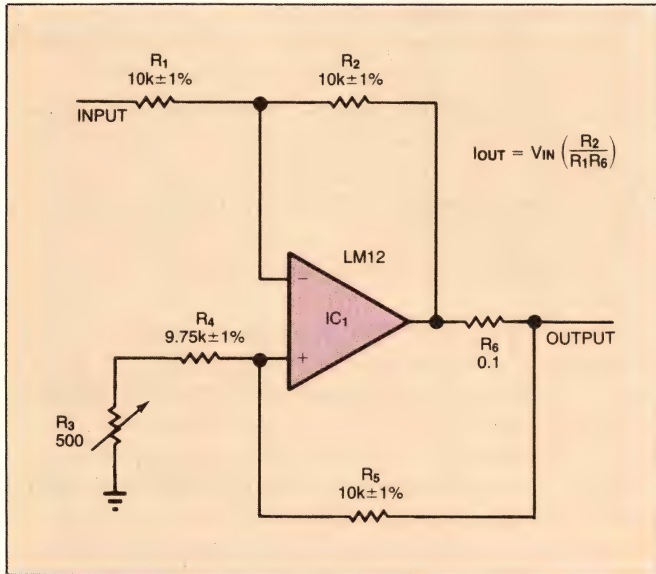 R1
10k±1%
R2
10k±1%
INPUT
IOUT = VIN (R2/R1R6)
LM12
IC1
−
+
R4
9.75k±1%
R6
0.1
OUTPUT
R3
500
R5
10k±1%